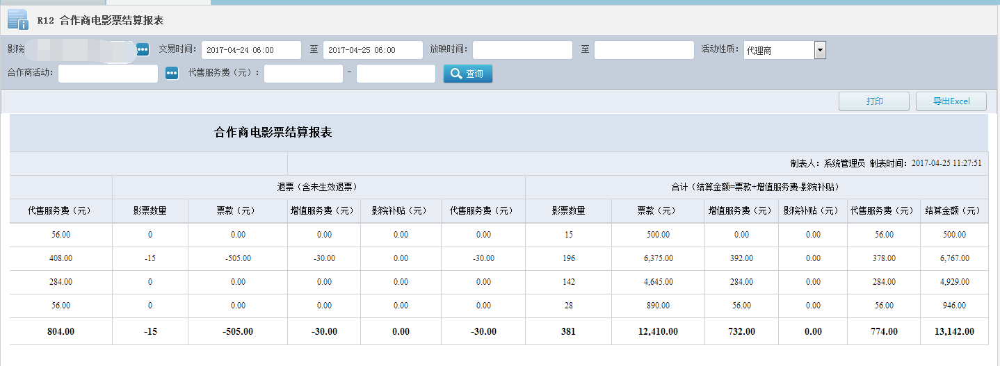 R12 合作商电影票结算报表
影院 交易时间: 2017-04-24 06:00 至 2017-04-25 06:00 放映时间: 至 活动性质: 代理商
合作商活动: 代售服务费（元）: - 查询
打印 导出Excel
合作商电影票结算报表
制表人: 系统管理员 制表时间: 2017-04-25 11:27:51
退票（含未生效退票） 合计（结算金额=票款+增值服务费-影院补贴）
代售服务费（元） 影票数量 票款（元） 增值服务费（元） 影院补贴（元） 代售服务费（元） 影票数量 票款（元） 增值服务费（元） 影院补贴（元） 代售服务费（元） 结算金额（元）
56.00 0 0.00 0.00 0.00 0.00 15 500.00 0.00 0.00 56.00 500.00
408.00 -15 -505.00 -30.00 0.00 -30.00 196 6,375.00 392.00 0.00 378.00 6,767.00
284.00 0 0.00 0.00 0.00 0.00 142 4,645.00 284.00 0.00 284.00 4,929.00
56.00 0 0.00 0.00 0.00 0.00 28 890.00 56.00 0.00 56.00 946.00
804.00 -15 -505.00 -30.00 0.00 -30.00 381 12,410.00 732.00 0.00 774.00 13,142.00